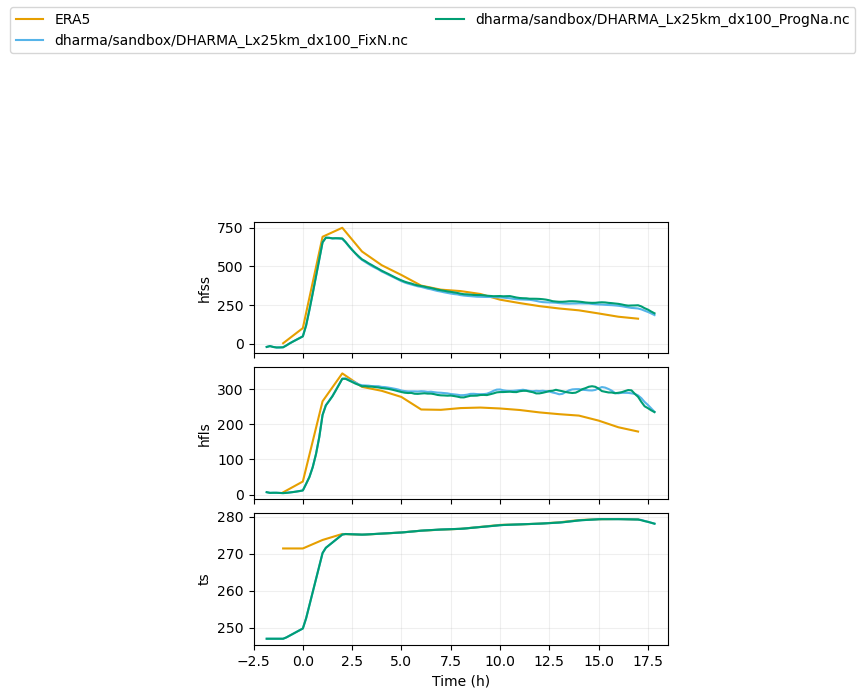 ERA5
dharma/sandbox/DHARMA_Lx25km_dx100_FixN.nc
dharma/sandbox/DHARMA_Lx25km_dx100_ProgNa.nc
750
500
250
0
hfss
300
200
100
0
hfls
280
270
260
250
ts
−2.5 0.0 2.5 5.0 7.5 10.0 12.5 15.0 17.5
Time (h)